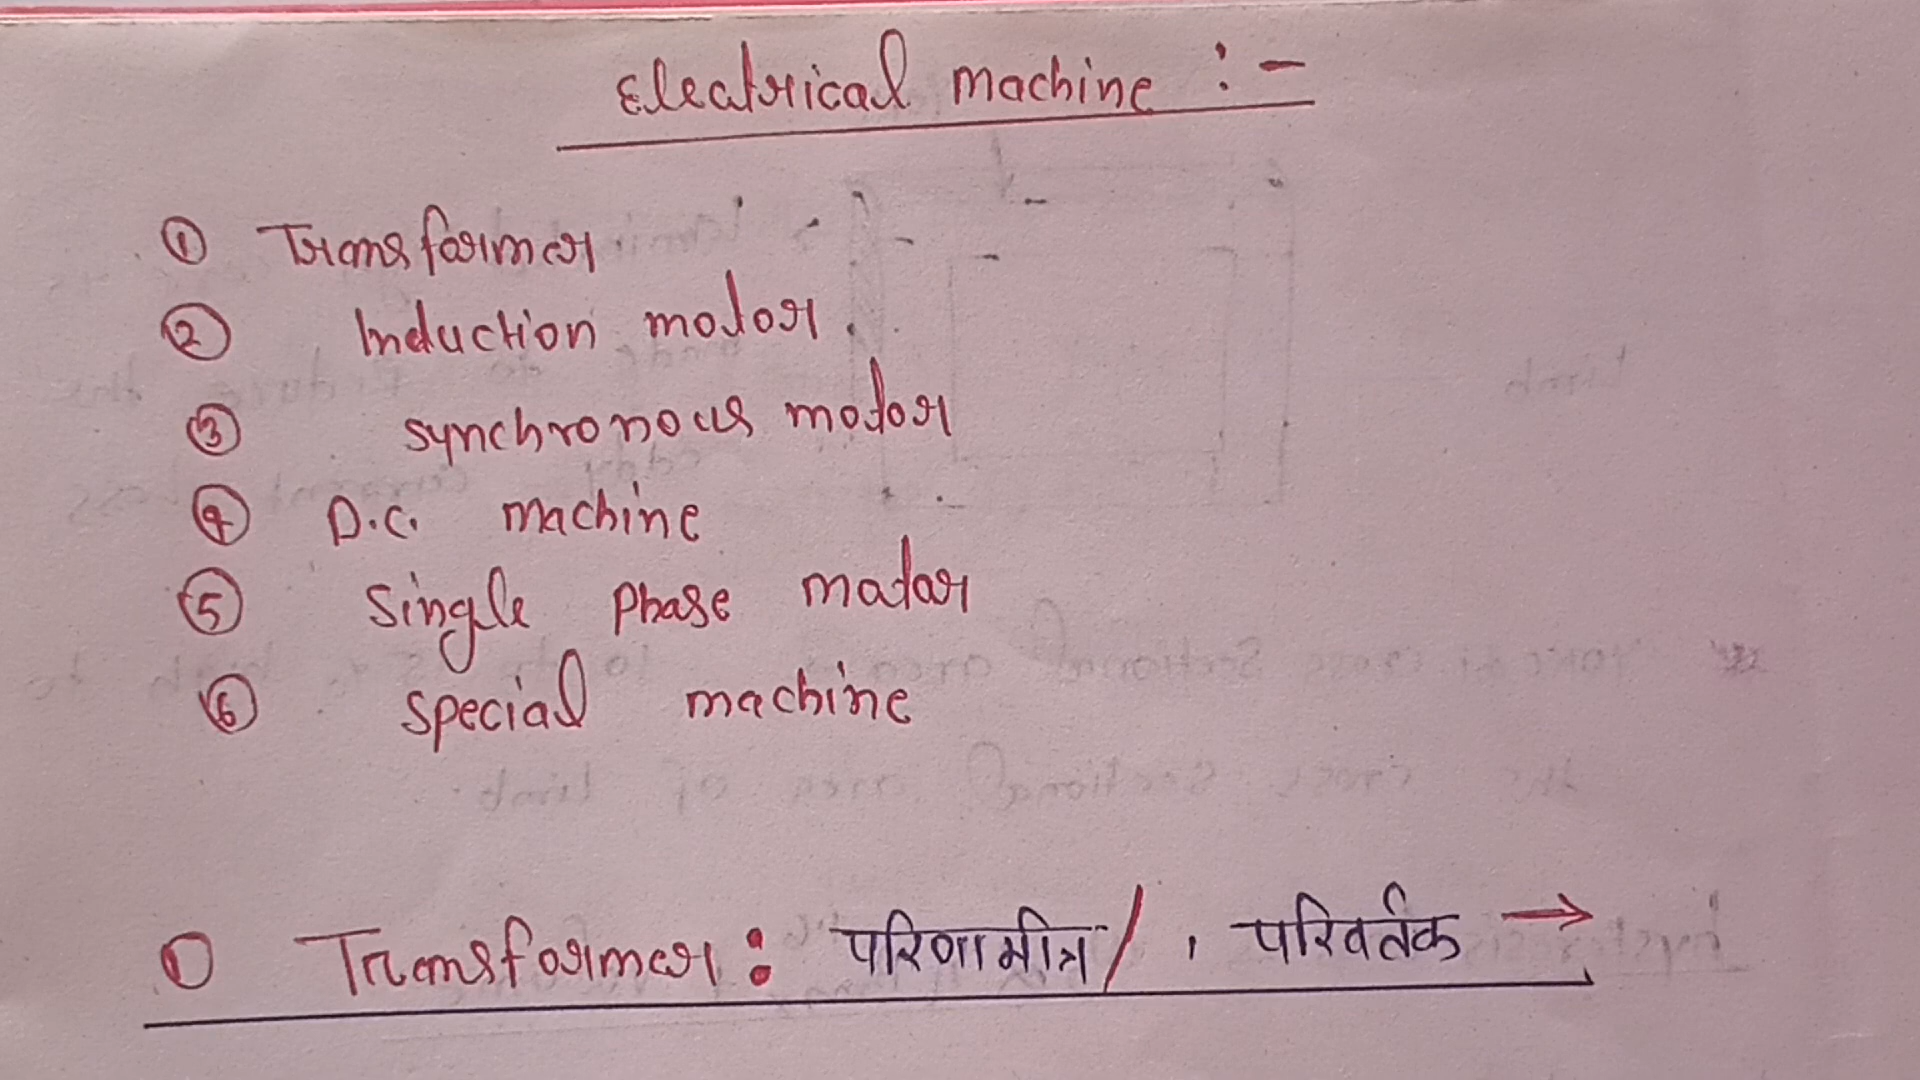 Electrical machine :-
① Transformer
② Induction motor
③ synchronous motor
④ D.C. machine
⑤ Single Phase motor
⑥ Special machine
① Transformer : परिणामीत्र / , परिवर्तक →